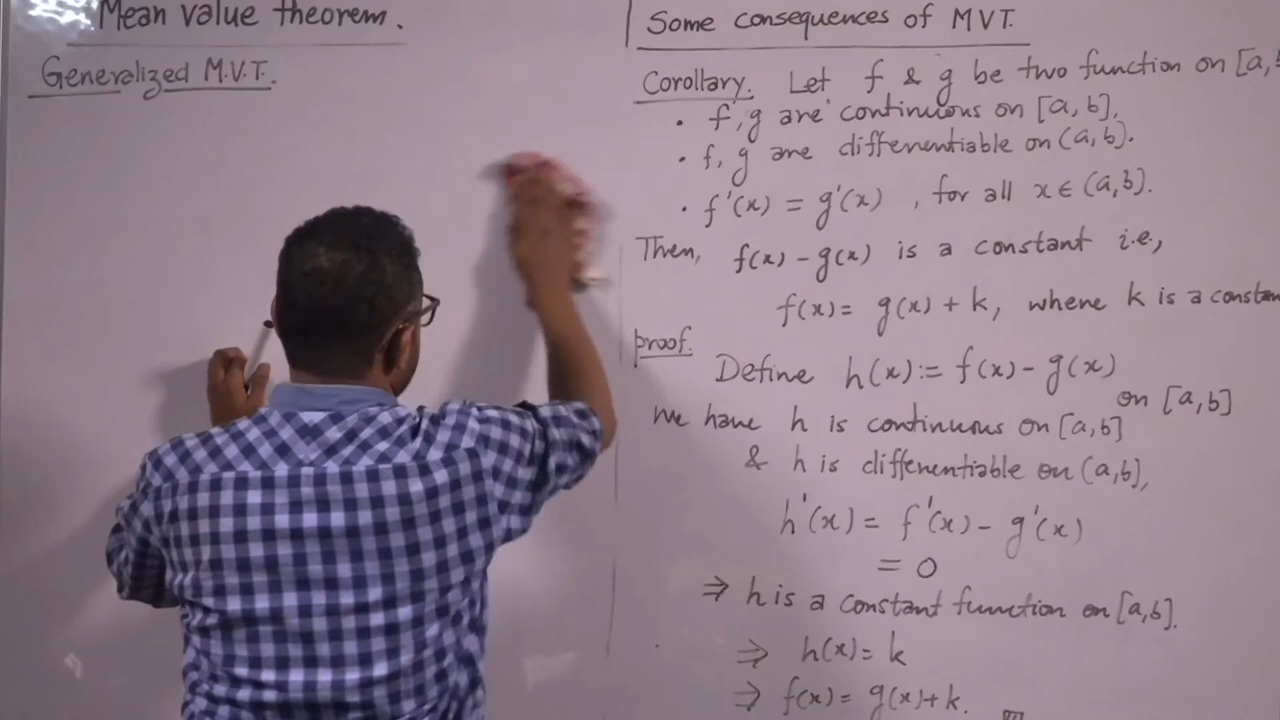 Mean value theorem.
Generalized M.V.T.
Some consequences of MVT.
Corollary. Let f & g be two function on [a,
• f, g are continuous on [a, b],
• f, g are differentiable on (a, b).
• f'(x) = g'(x) , for all x ∈ (a, b).
Then, f(x) - g(x) is a constant i.e.,
f(x) = g(x) + k, where k is a constan
proof.
Define h(x) := f(x) - g(x)
on [a,b]
we have h is continuous on [a,b]
& h is differentiable on (a,b),
h'(x) = f'(x) - g'(x)
= 0
⇒ h is a constant function on [a,b].
⇒ h(x) = k
⇒ f(x) = g(x)+k.